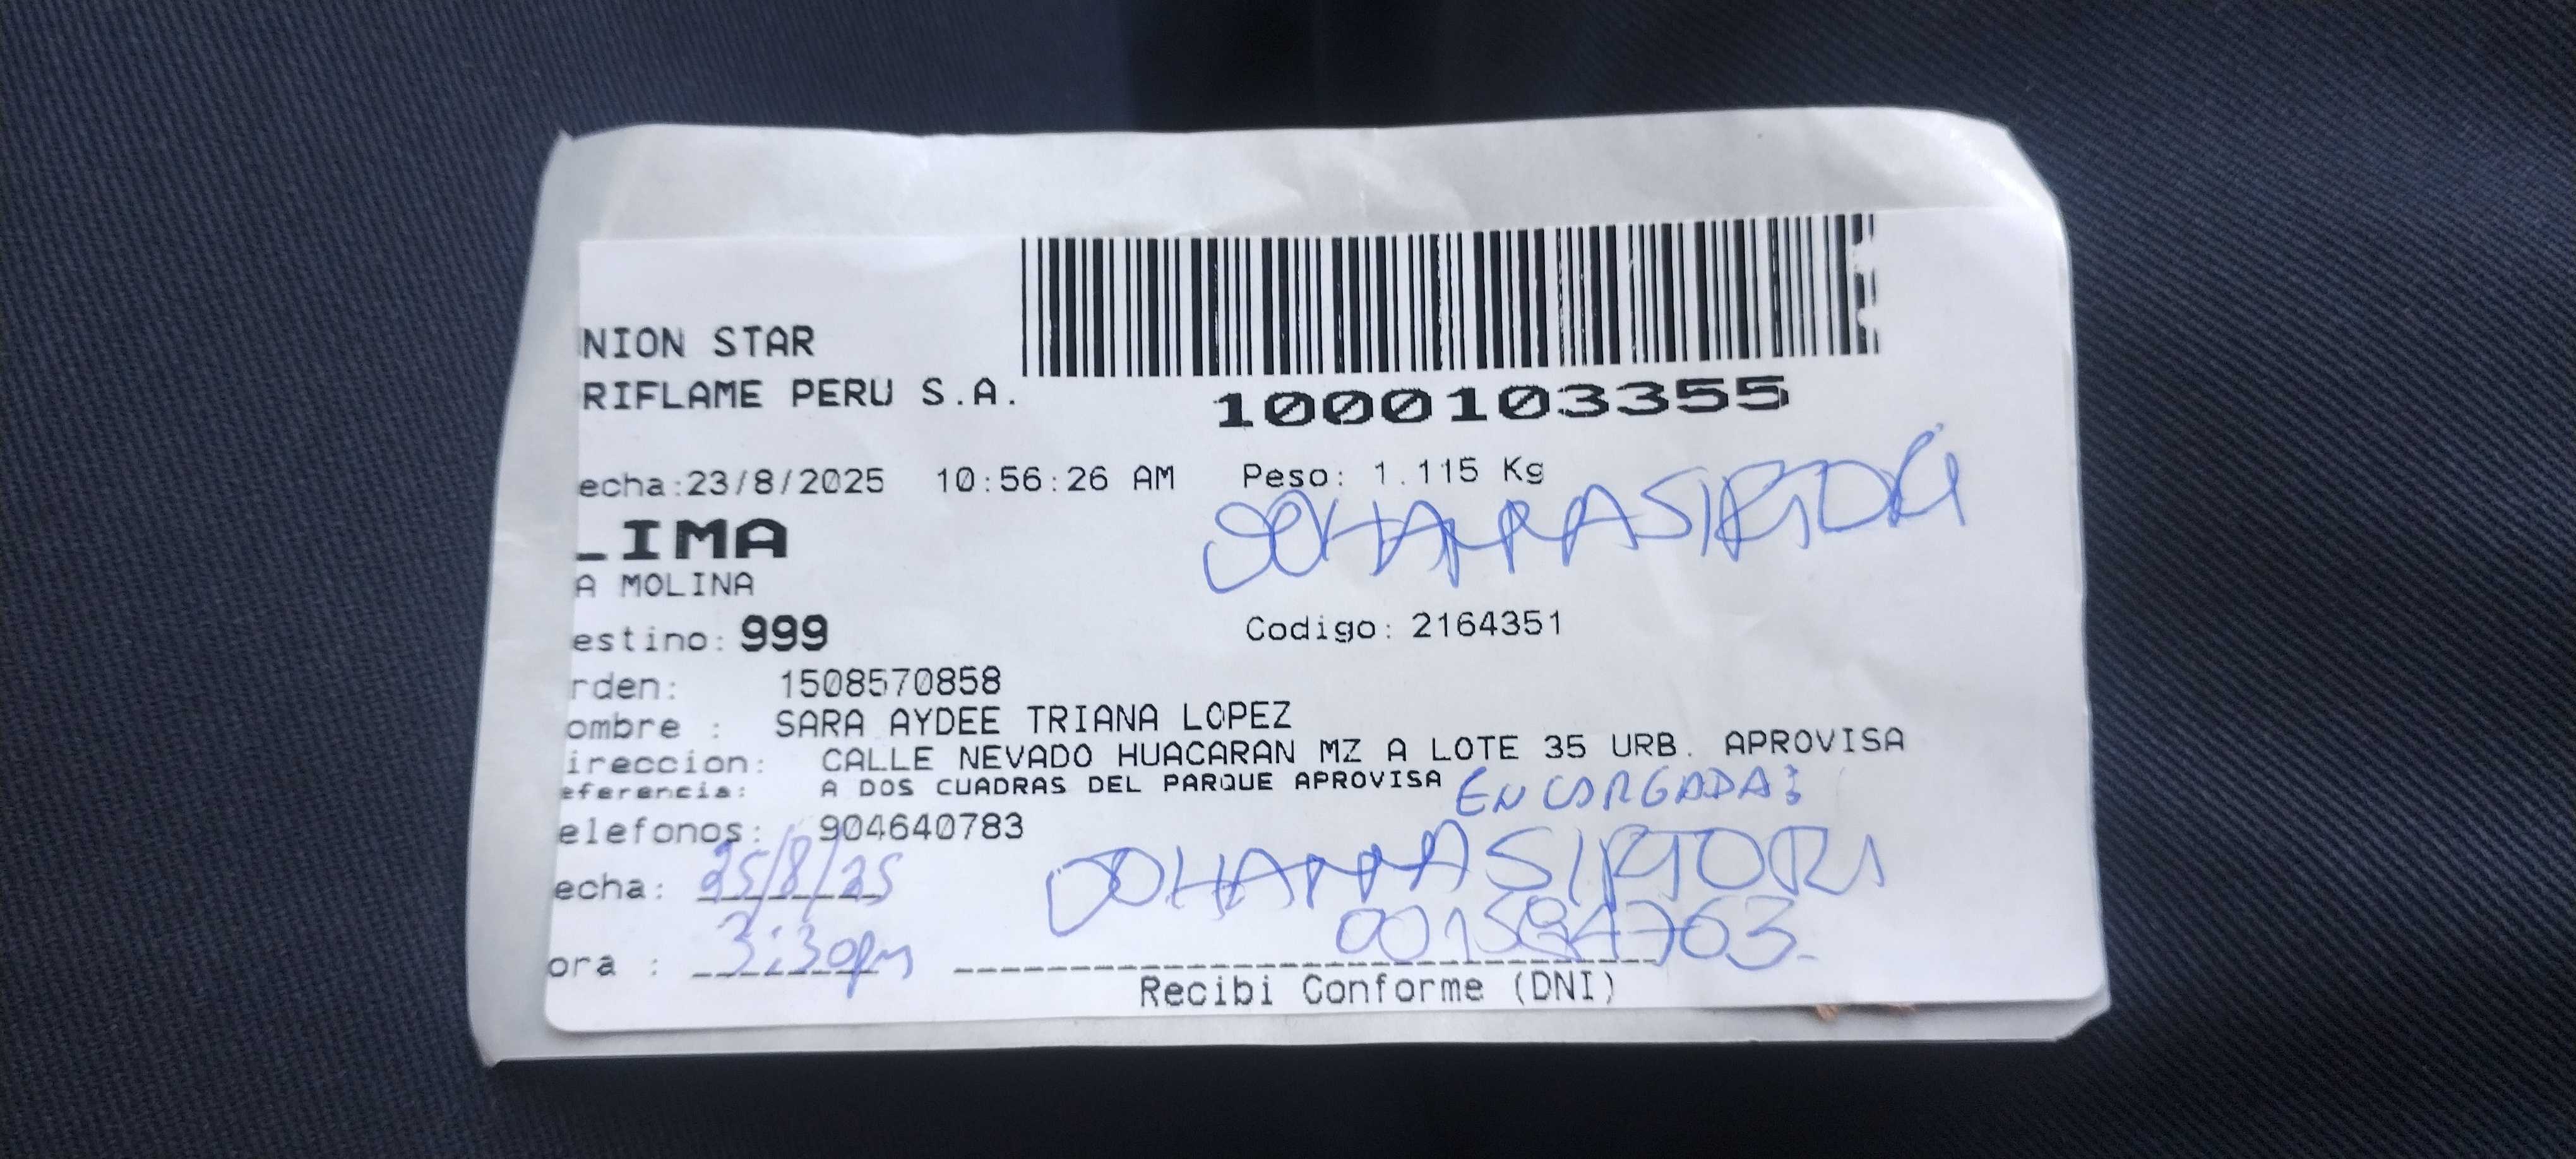 NION STAR
RIFLAME PERU S.A.
1000103355
echa:23/8/2025 10:56:26 AM Peso: 1.115 Kg
LIMA
A MOLINA
estino: 999 Codigo: 2164351
rden: 1508570858
ombre : SARA AYDEE TRIANA LOPEZ
ireccion: CALLE NEVADO HUACARAN MZ A LOTE 35 URB. APROVISA
eferencia: A DOS CUADRAS DEL PARQUE APROVISA ENCARGADA:
elefonos: 904640783
echa: 25/8/25 JOHANNA SIRTORI
ora : 3:30pm
Recibi Conforme (DNI)